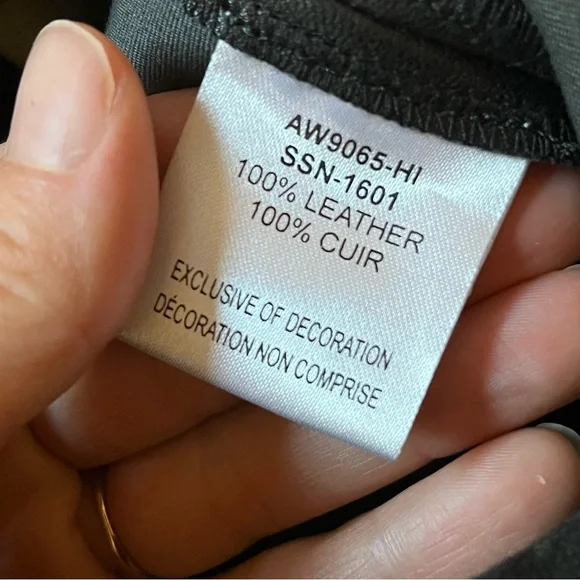 AW9065-HI
SSN-1601
100% LEATHER
100% CUIR
EXCLUSIVE OF DECORATION
DÉCORATION NON COMPRISE